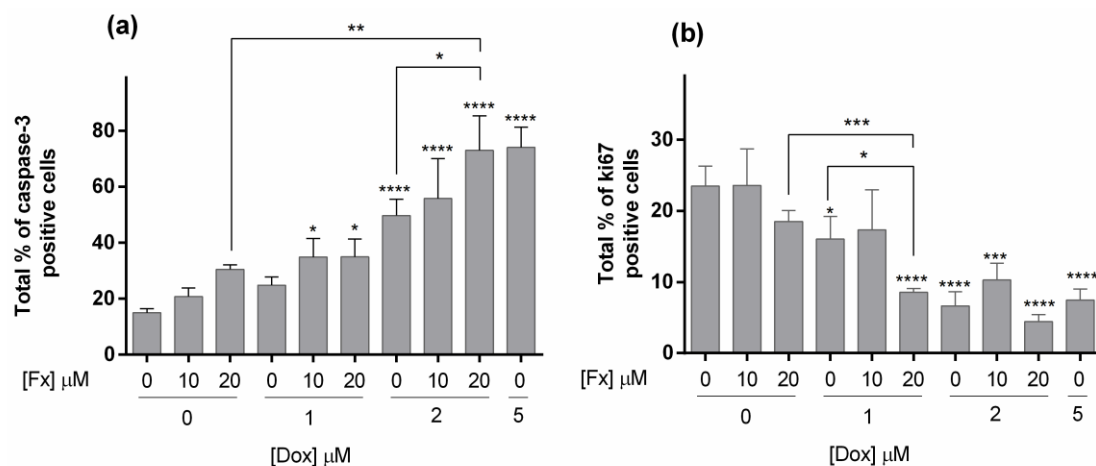 (a)
**
*
****
****
****
****
*
*
Total % of caspase-3
positive cells
80
60
40
20
0
[Fx] μM
0 10 20 0 10 20 0 10 20 0
0 1 2 5
[Dox] μM
(b)
***
*
*
****
****
***
****
****
Total % of ki67
positive cells
30
20
10
0
[Fx] μM
0 10 20 0 10 20 0 10 20 0
0 1 2 5
[Dox] μM